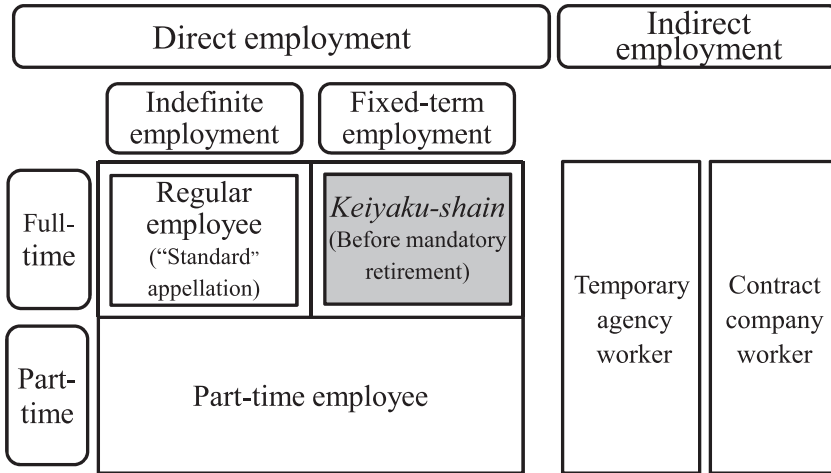 Direct employment
Indirect
employment
Indefinite
employment
Fixed-term
employment
Full-
time
Regular
employee
(“Standard”
appellation)
Keiyaku-shain
(Before mandatory
retirement)
Temporary
agency
worker
Contract
company
worker
Part-
time
Part-time employee